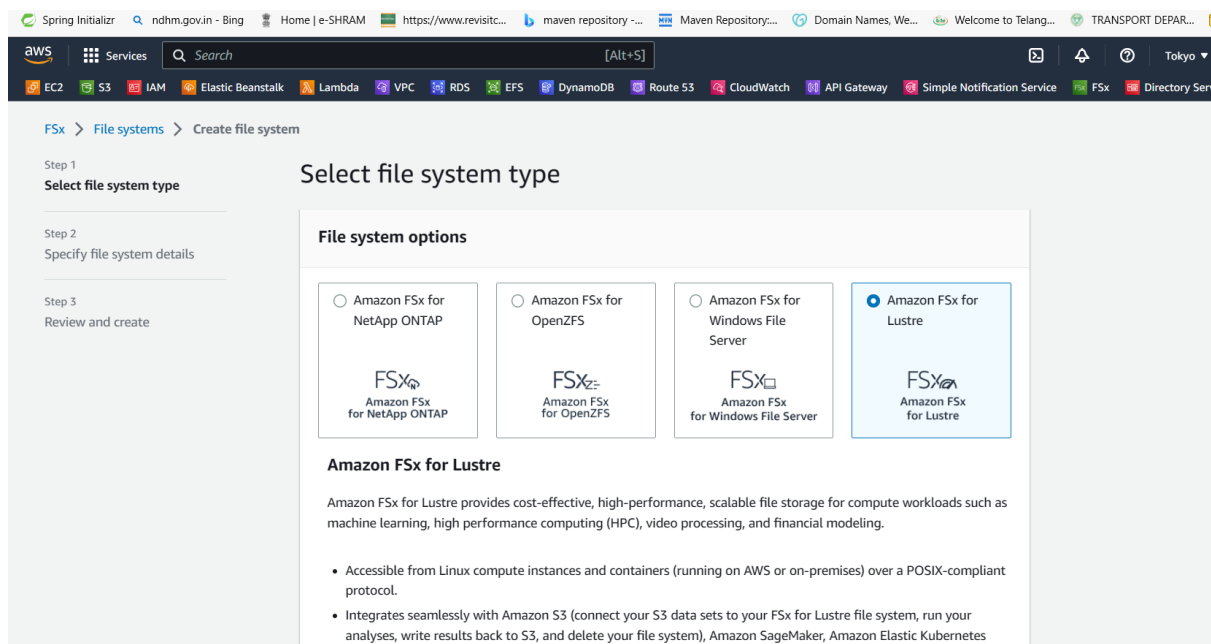 Spring Initializr ndhm.gov.in - Bing Home | e-SHRAM https://www.revisitc... maven repository -... Maven Repository:... Domain Names, We... Welcome to Telang... TRANSPORT DEPAR...
aws Services Search [Alt+S] Tokyo
EC2 S3 IAM Elastic Beanstalk Lambda VPC RDS EFS DynamoDB Route 53 CloudWatch API Gateway Simple Notification Service FSx Directory Ser
FSx > File systems > Create file system
Step 1
Select file system type
Step 2
Specify file system details
Step 3
Review and create
Select file system type
File system options
Amazon FSx for
NetApp ONTAP
FSx
Amazon FSx
for NetApp ONTAP
Amazon FSx for
OpenZFS
FSx
Amazon FSx
for OpenZFS
Amazon FSx for
Windows File
Server
FSx
Amazon FSx
for Windows File Server
Amazon FSx for
Lustre
FSx
Amazon FSx
for Lustre
Amazon FSx for Lustre
Amazon FSx for Lustre provides cost-effective, high-performance, scalable file storage for compute workloads such as
machine learning, high performance computing (HPC), video processing, and financial modeling.
• Accessible from Linux compute instances and containers (running on AWS or on-premises) over a POSIX-compliant
protocol.
• Integrates seamlessly with Amazon S3 (connect your S3 data sets to your FSx for Lustre file system, run your
analyses, write results back to S3, and delete your file system), Amazon SageMaker, Amazon Elastic Kubernetes